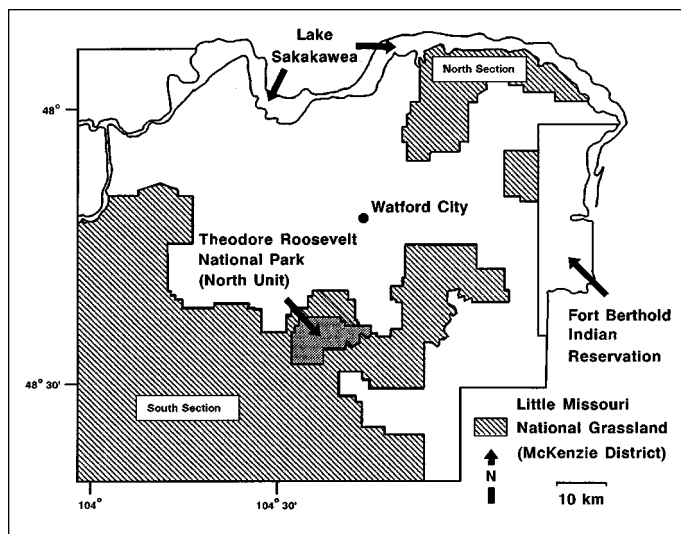 Lake
Sakakawea
North Section
48°
Watford City
Theodore Roosevelt
National Park
(North Unit)
Fort Berthold
Indian
Reservation
48° 30'
South Section
Little Missouri
National Grassland
(McKenzie District)
N
10 km
104°
104° 30'